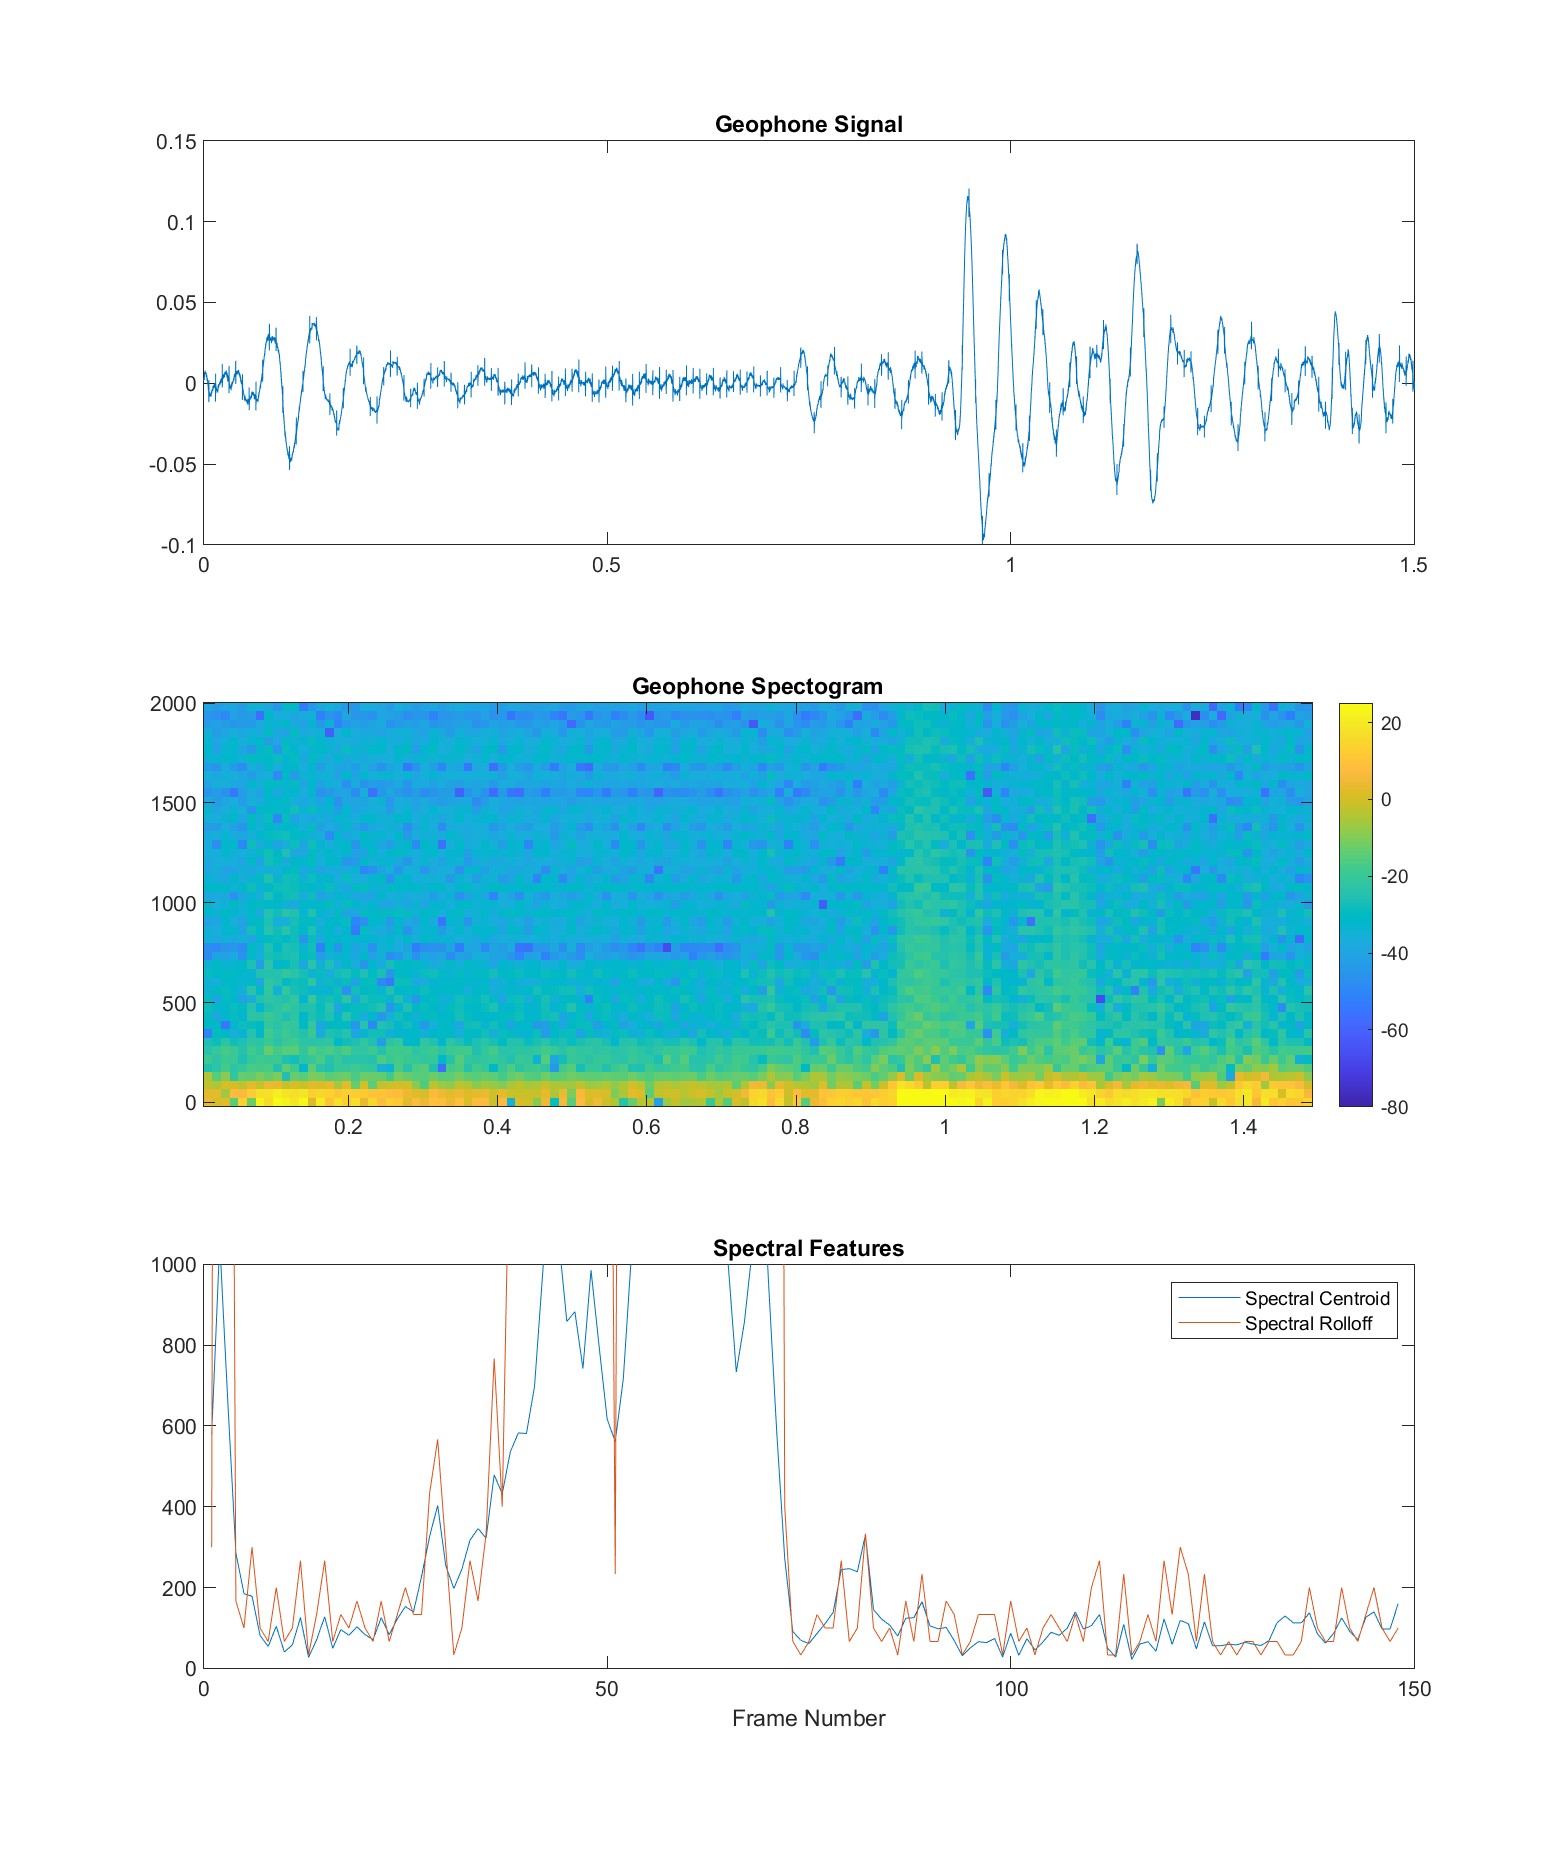 Geophone Signal
0.15
0.1
0.05
0
-0.05
-0.1
0 0.5 1 1.5
Geophone Spectogram
2000
1500
1000
500
0
0.2 0.4 0.6 0.8 1 1.2 1.4
20
0
-20
-40
-60
-80
Spectral Features
1000
800
600
400
200
0
Spectral Centroid
Spectral Rolloff
0 50 100 150
Frame Number